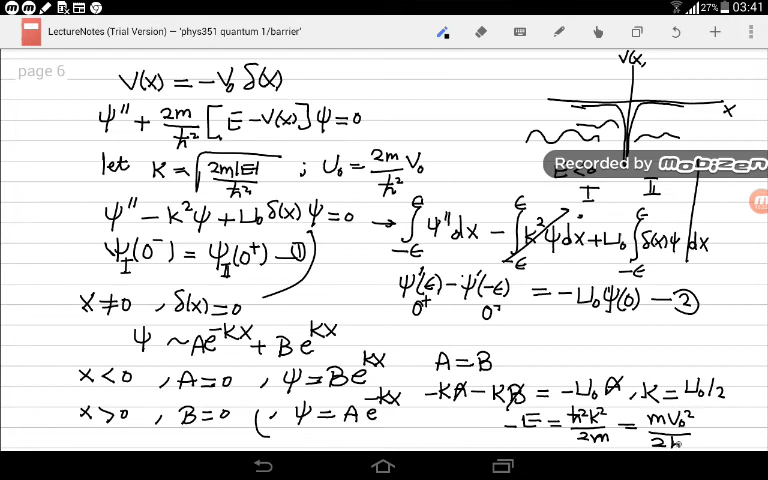 27% 03:41
LectureNotes (Trial Version) — 'phys351 quantum 1/barrier'
page 6
V(x) = -V₀ δ(x)
ψ'' + 2m/ħ² [E - V(x)] ψ = 0
let K = √(2m|E|/ħ²) ; U₀ = 2m/ħ² V₀
ψ'' - K²ψ + U₀ δ(x) ψ = 0 → ∫_{-ε}^{ε} ψ'' dx - ∫_{-ε}^{ε} K²ψ dx + U₀ ∫_{-ε}^{ε} δ(x) ψ dx
ψ_I(0⁻) = ψ_II(0⁺) — ①
ψ'(ε) - ψ'(-ε) = -U₀ψ(0) — ②
0⁺ 0⁻
x ≠ 0 , δ(x) = 0
ψ ~ Ae^{-Kx} + Be^{Kx}
x < 0 , A = 0 , ψ = Be^{Kx}
x > 0 , B = 0 , ψ = Ae^{-Kx}
A = B
-KA - KB = -U₀ A , K = U₀/2
-E = ħ²K²/2m = mV₀²/2ħ
V(x)
x
Recorded by mobizen
E < 0
I II